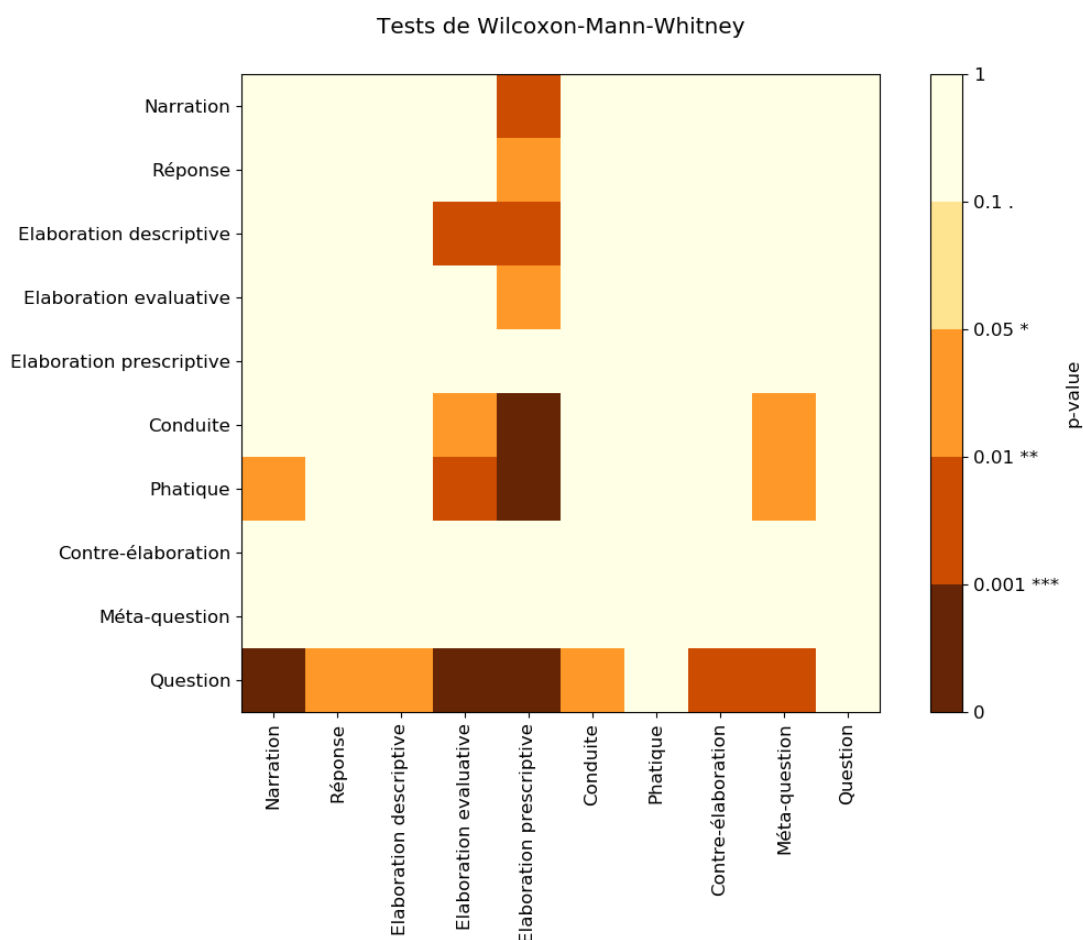 Tests de Wilcoxon-Mann-Whitney
Narration
Réponse
Elaboration descriptive
Elaboration evaluative
Elaboration prescriptive
Conduite
Phatique
Contre-élaboration
Méta-question
Question
Narration
Réponse
Elaboration descriptive
Elaboration evaluative
Elaboration prescriptive
Conduite
Phatique
Contre-élaboration
Méta-question
Question
1
0.1 .
0.05 *
0.01 **
0.001 ***
0
p-value